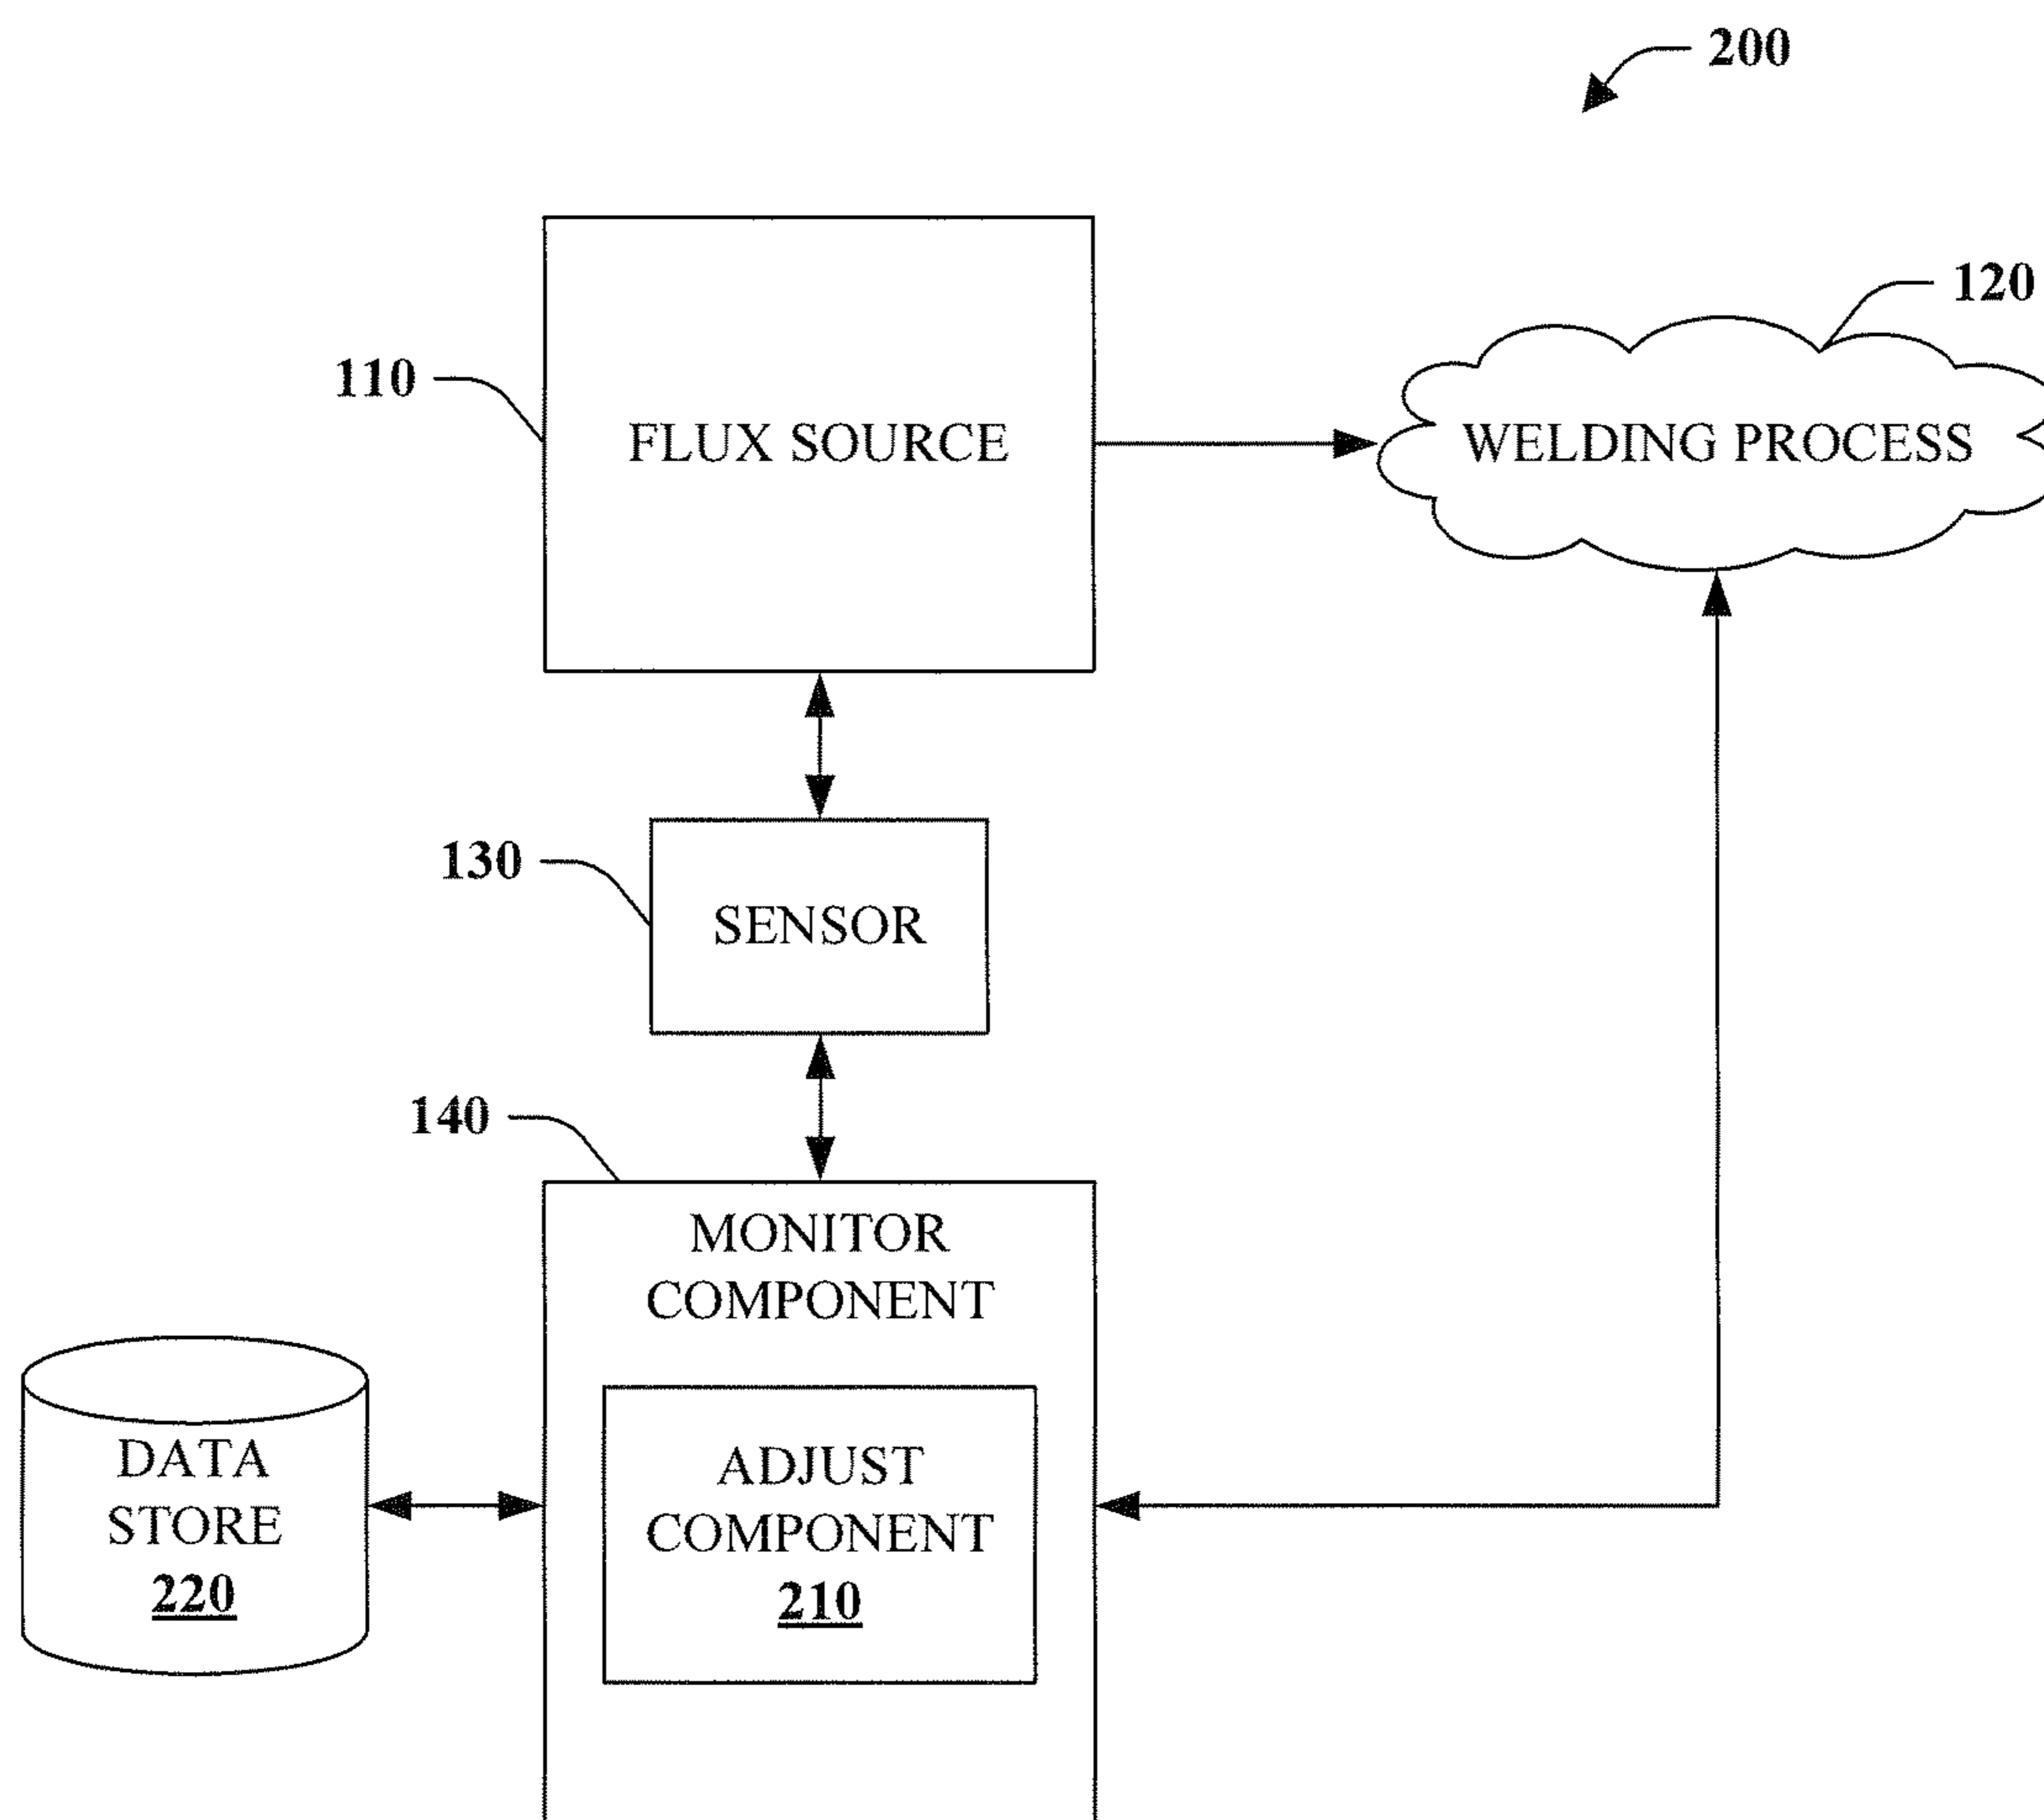 200
120
110
FLUX SOURCE
WELDING PROCESS
130
SENSOR
140
MONITOR
COMPONENT
DATA
STORE
220
ADJUST
COMPONENT
210